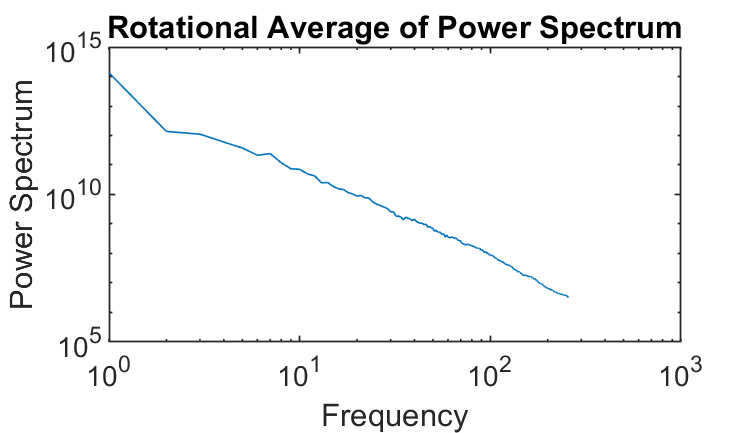 Rotational Average of Power Spectrum
10^15
10^10
10^5
Power Spectrum
10^0 10^1 10^2 10^3
Frequency